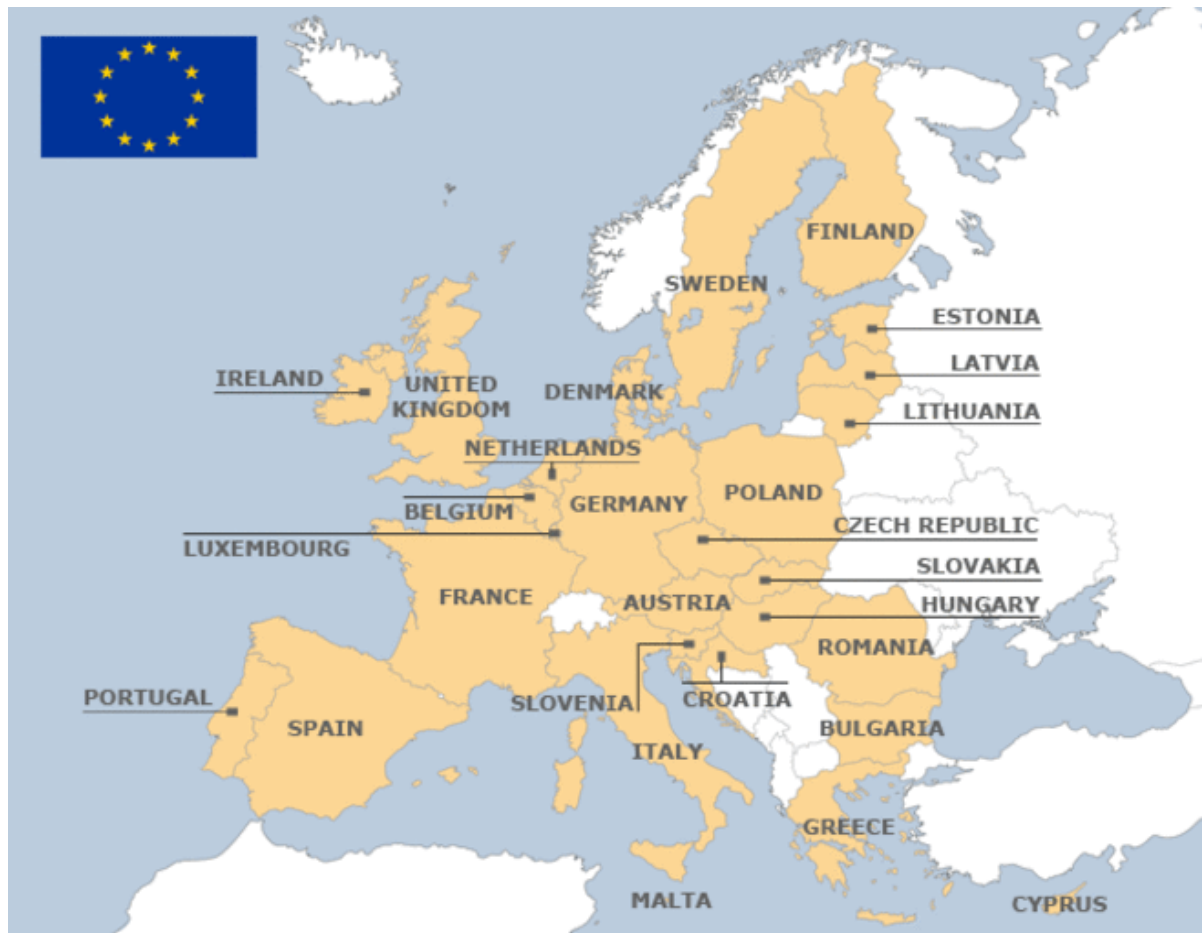 FINLAND
SWEDEN
ESTONIA
LATVIA
IRELAND
UNITED
KINGDOM
DENMARK
LITHUANIA
NETHERLANDS
BELGIUM
GERMANY
POLAND
CZECH REPUBLIC
LUXEMBOURG
SLOVAKIA
FRANCE
AUSTRIA
HUNGARY
ROMANIA
PORTUGAL
SLOVENIA
CROATIA
SPAIN
BULGARIA
ITALY
GREECE
MALTA
CYPRUS